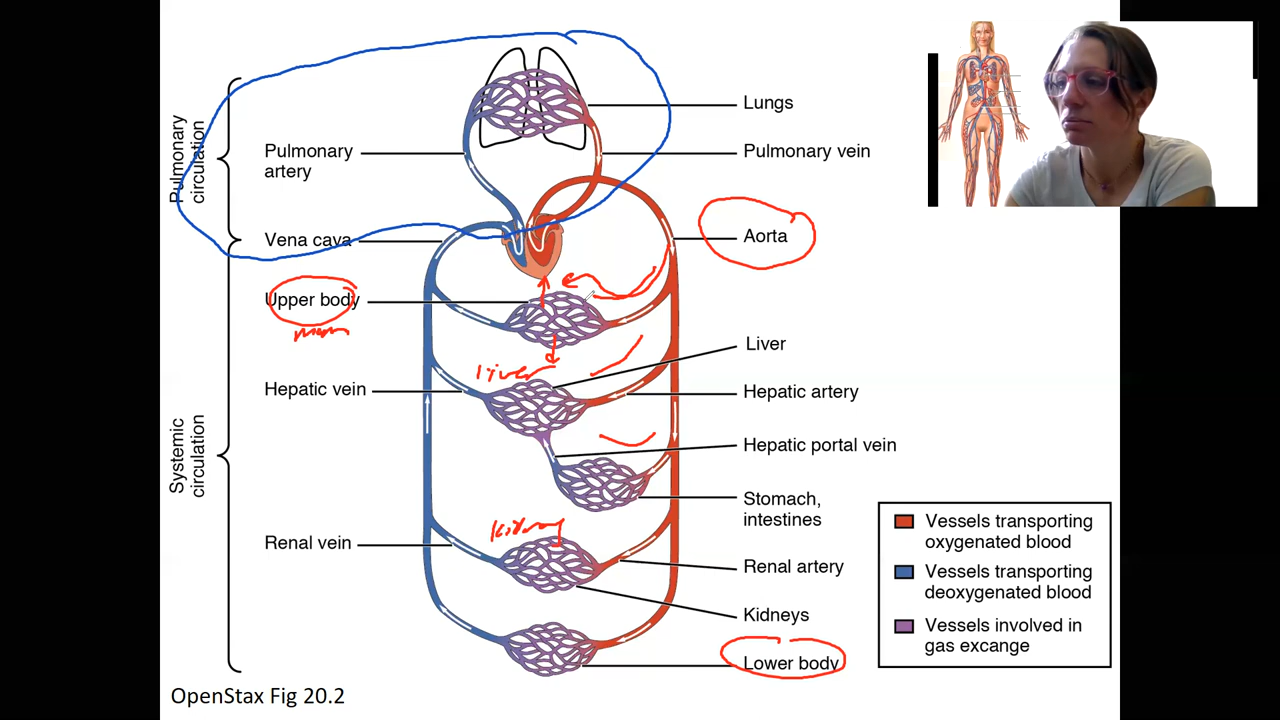 Lungs
Pulmonary circulation
Pulmonary artery
Pulmonary vein
Vena cava
Aorta
Upper body
Liver
liver
Hepatic vein
Hepatic artery
Hepatic portal vein
Systemic circulation
Stomach,
intestines
Kidney
Renal vein
Renal artery
Kidneys
Lower body
Vessels transporting
oxygenated blood
Vessels transporting
deoxygenated blood
Vessels involved in
gas excange
OpenStax Fig 20.2